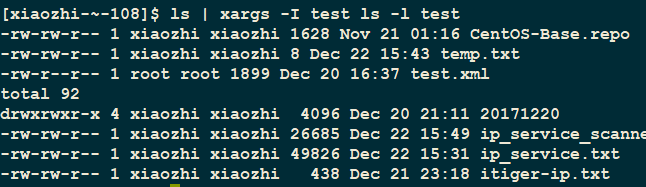 [xiaozhi-~-108]$ ls | xargs -I test ls -l test
-rw-rw-r-- 1 xiaozhi xiaozhi 1628 Nov 21 01:16 CentOS-Base.repo
-rw-rw-r-- 1 xiaozhi xiaozhi 8 Dec 22 15:43 temp.txt
-rw-r--r-- 1 root root 1899 Dec 20 16:37 test.xml
total 92
drwxrwxr-x 4 xiaozhi xiaozhi  4096 Dec 20 21:11 20171220
-rw-rw-r-- 1 xiaozhi xiaozhi 26685 Dec 22 15:49 ip_service_scanne
-rw-rw-r-- 1 xiaozhi xiaozhi 49826 Dec 22 15:31 ip_service.txt
-rw-rw-r-- 1 xiaozhi xiaozhi   438 Dec 21 23:18 itiger-ip.txt